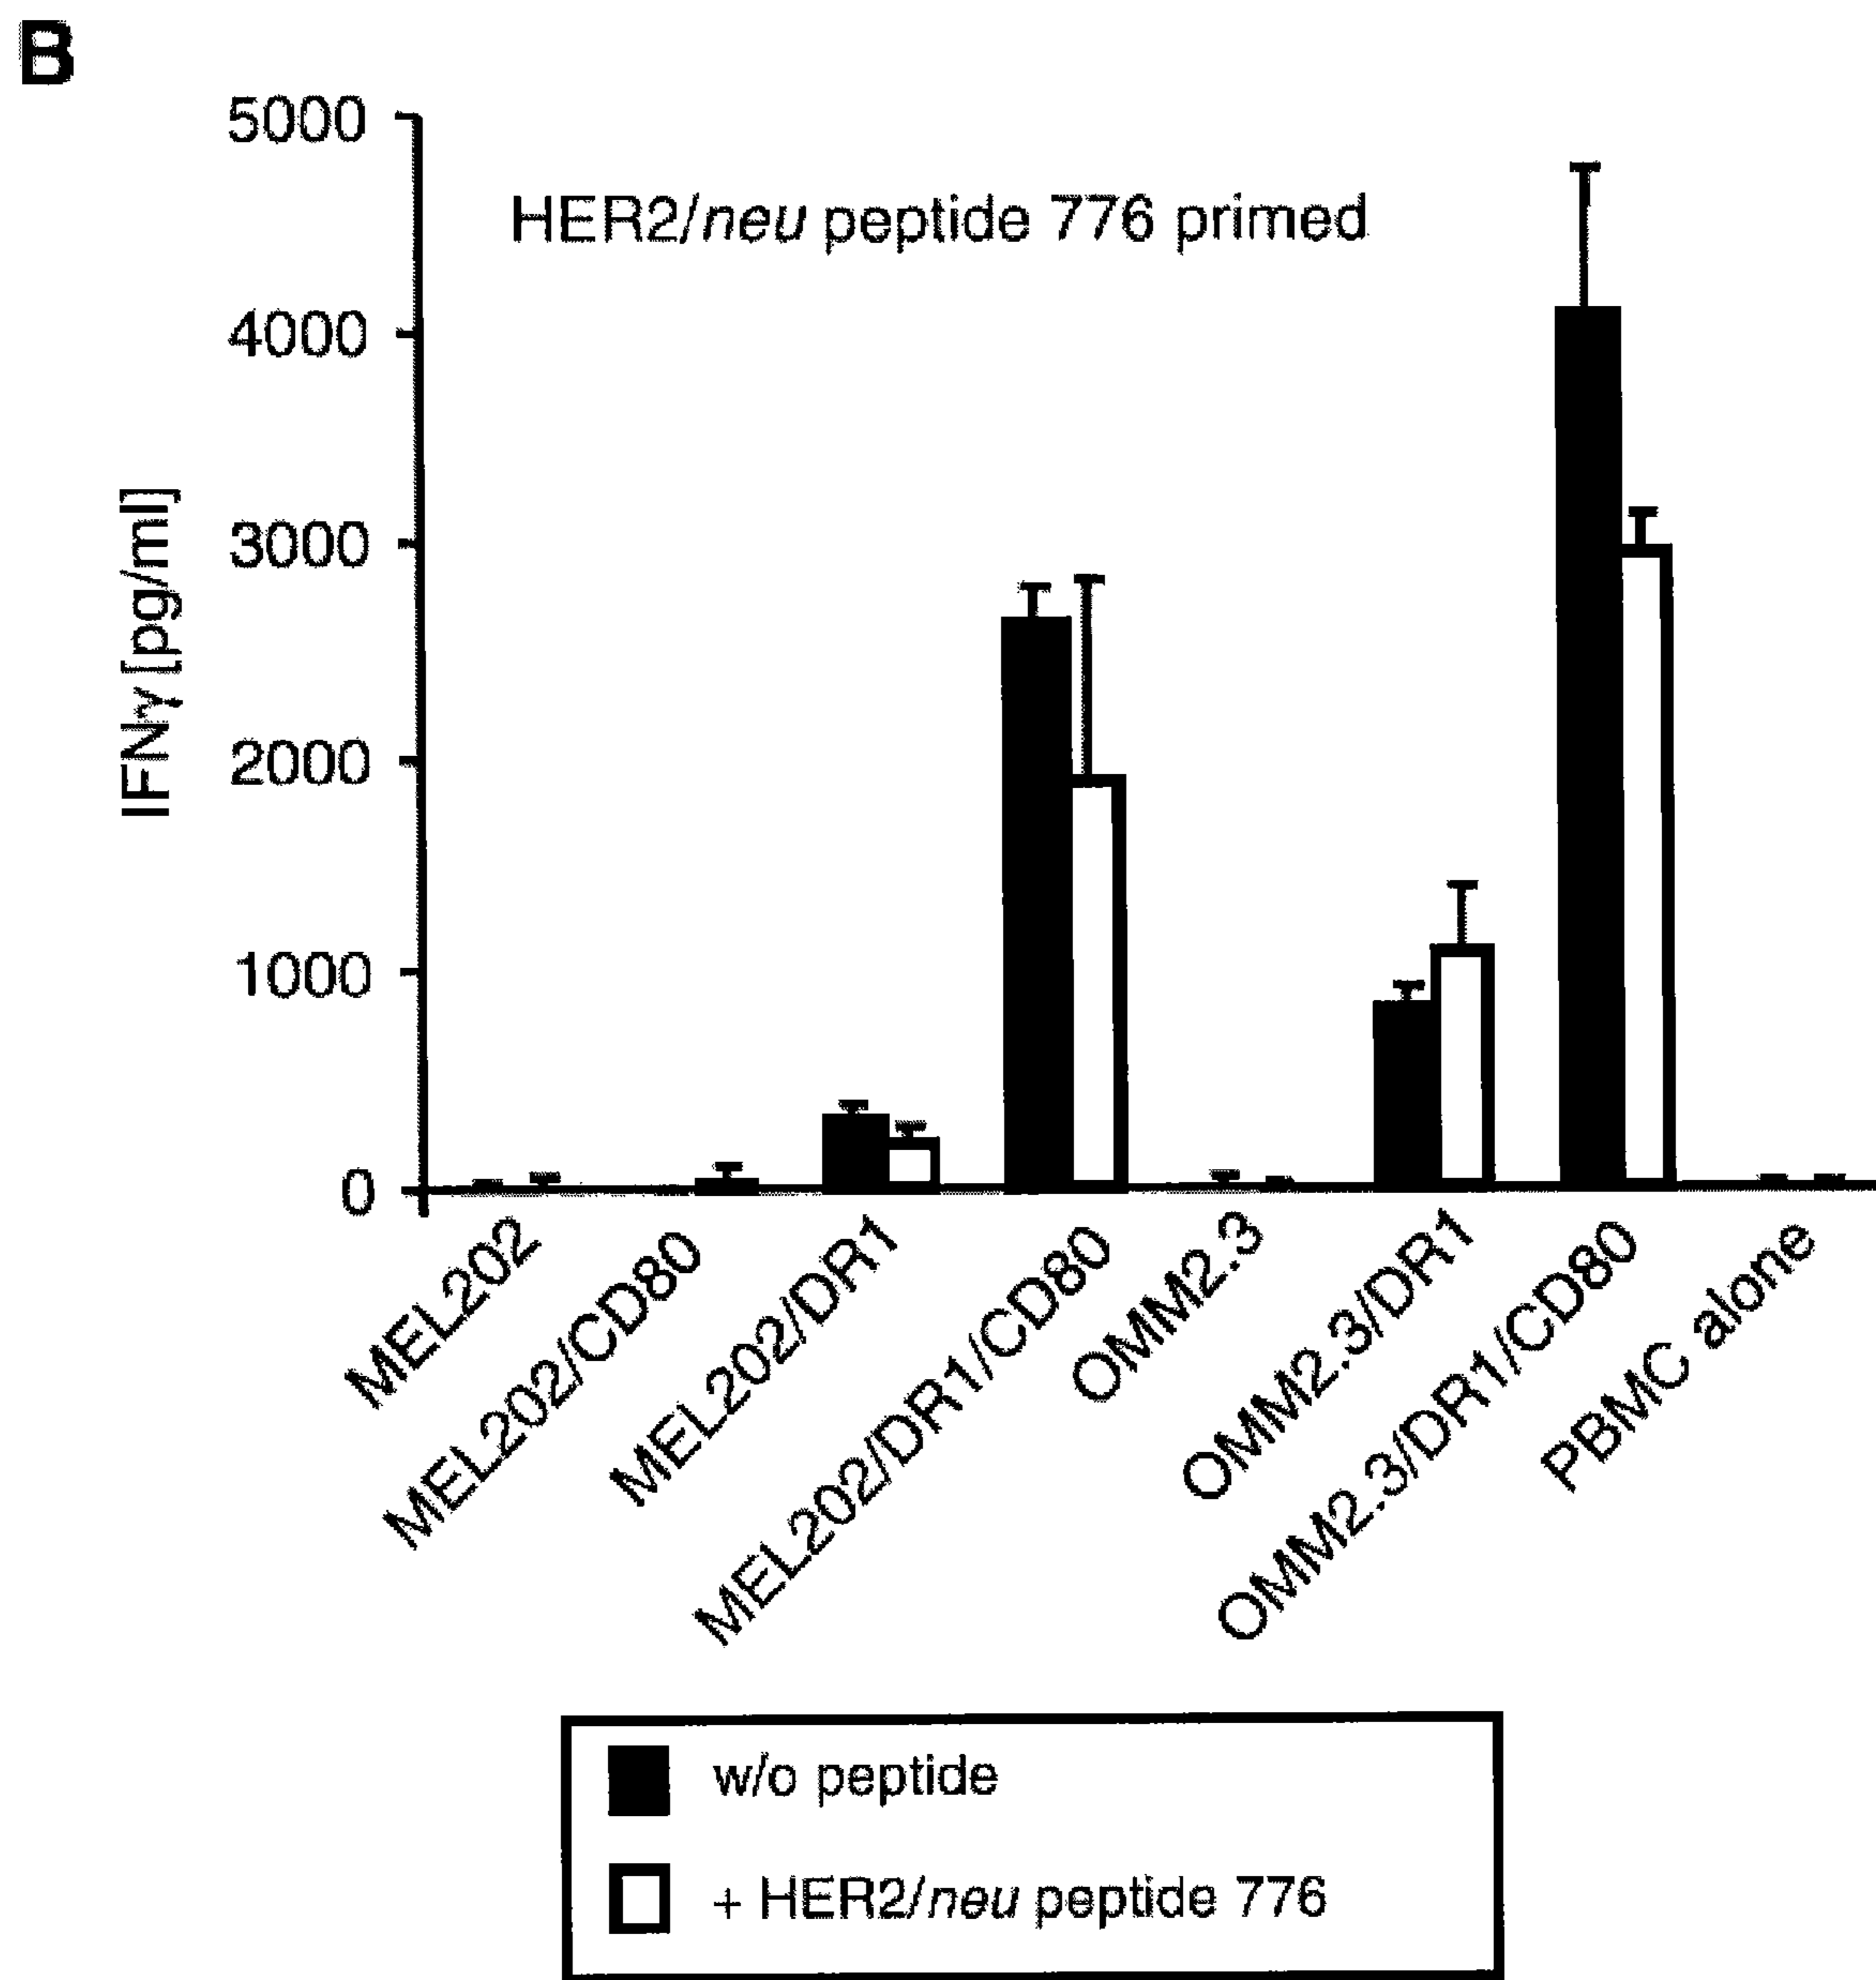 B
5000
4000
3000
2000
1000
0
IFNγ [pg/ml]
HER2/neu peptide 776 primed
MEL202
MEL202/CD80
MEL202/DR1
MEL202/DR1/CD80
OMM2.3
OMM2.3/DR1
OMM2.3/DR1/CD80
PBMC alone
w/o peptide
+ HER2/neu peptide 776